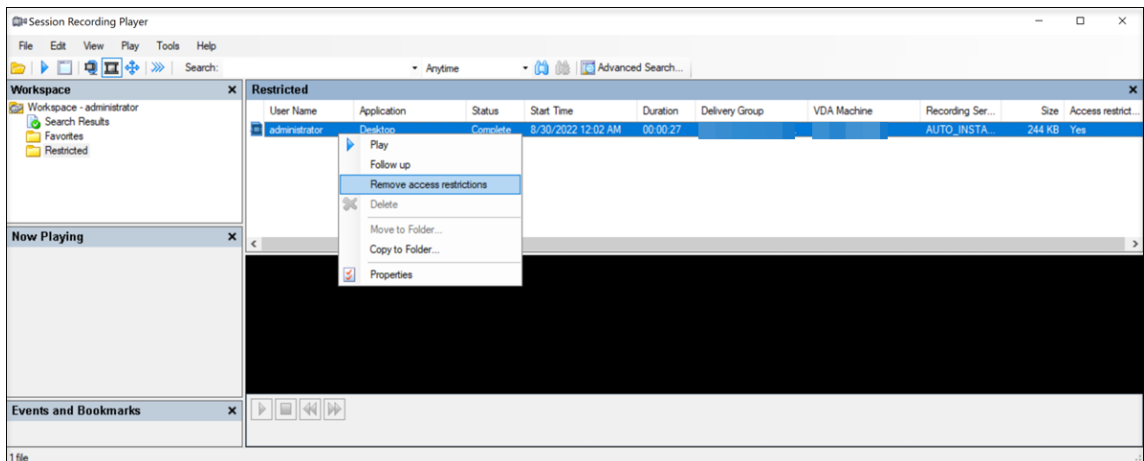 Session Recording Player
File Edit View Play Tools Help
Search: Anytime Advanced Search...
Workspace
Workspace - administrator
Search Results
Favorites
Restricted
Restricted
User Name Application Status Start Time Duration Delivery Group VDA Machine Recording Ser... Size Access restrict...
administrator Desktop Complete 8/30/2022 12:02 AM 00:00:27 AUTO_INSTA... 244 KB Yes
Play
Follow up
Remove access restrictions
Delete
Move to Folder...
Copy to Folder...
Properties
Now Playing
Events and Bookmarks
1 file